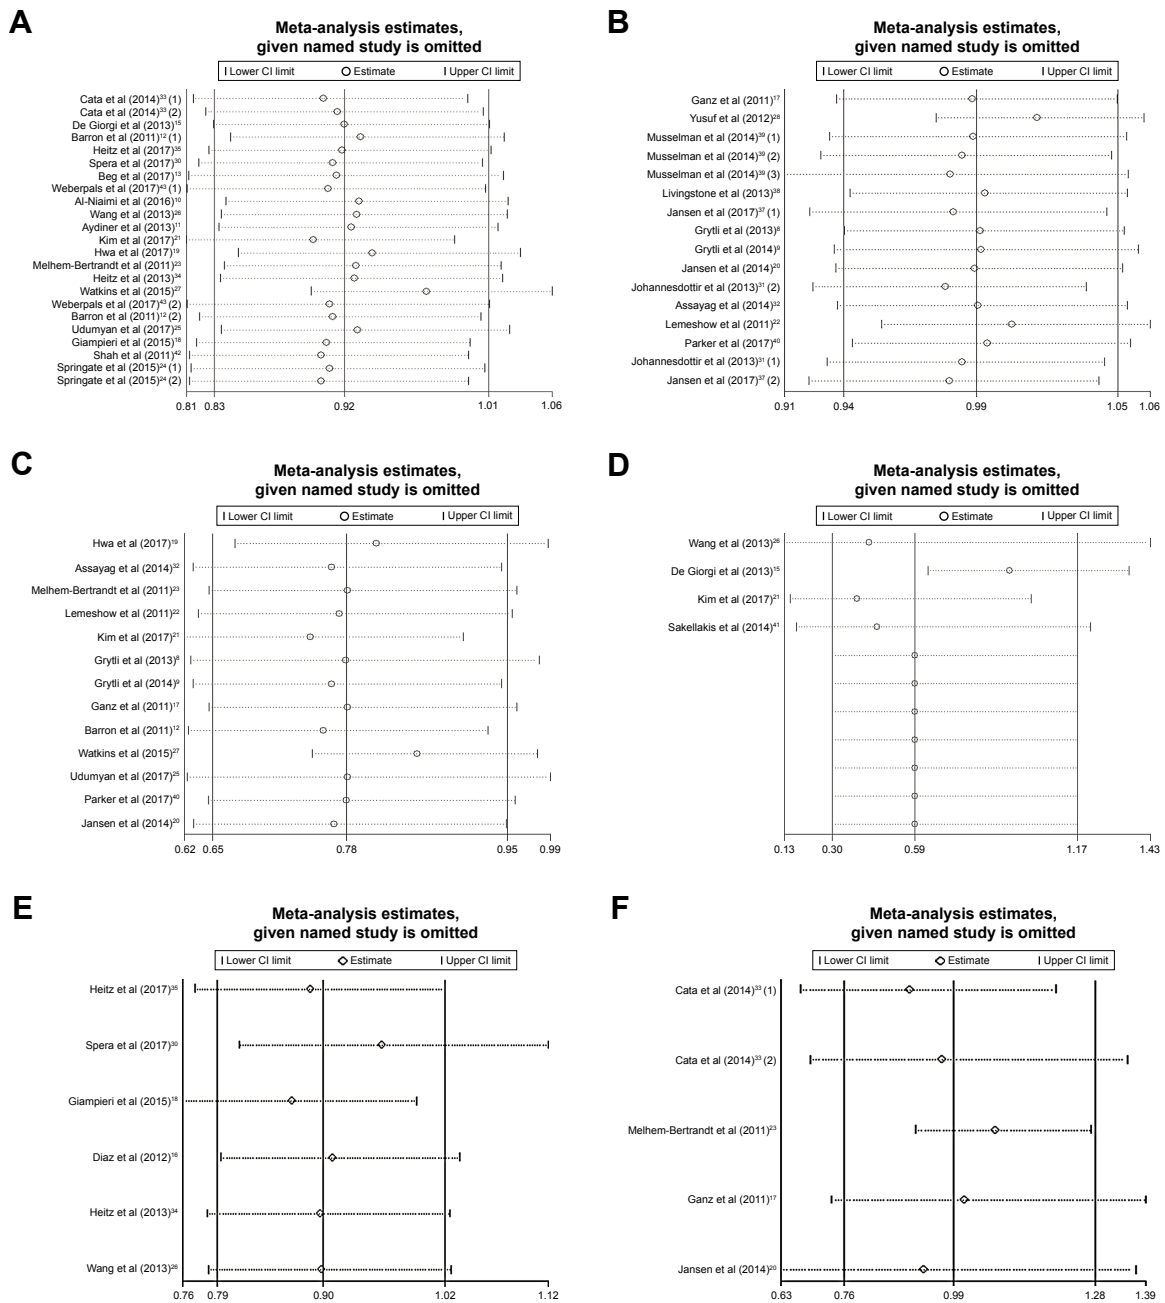 A
Meta-analysis estimates,
given named study is omitted
Lower CI limit Estimate Upper CI limit
Cata et al (2014)33 (1)
Cata et al (2014)33 (2)
De Giorgi et al (2013)15
Barron et al (2011)12 (1)
Heitz et al (2017)35
Spera et al (2017)30
Beg et al (2017)13
Weberpals et al (2017)43 (1)
Al-Niaimi et al (2016)10
Wang et al (2013)26
Aydiner et al (2013)11
Kim et al (2017)21
Hwa et al (2017)19
Melhem-Bertrandt et al (2011)23
Heitz et al (2013)34
Watkins et al (2015)27
Weberpals et al (2017)43 (2)
Barron et al (2011)12 (2)
Udumyan et al (2017)25
Giampieri et al (2015)18
Shah et al (2011)42
Springate et al (2015)24 (1)
Springate et al (2015)24 (2)
0.81 0.83 0.92 1.01 1.06
B
Meta-analysis estimates,
given named study is omitted
Lower CI limit Estimate Upper CI limit
Ganz et al (2011)17
Yusuf et al (2012)28
Musselman et al (2014)39 (1)
Musselman et al (2014)39 (2)
Musselman et al (2014)39 (3)
Livingstone et al (2013)38
Jansen et al (2017)37 (1)
Grytli et al (2013)8
Grytli et al (2014)9
Jansen et al (2014)20
Johannesdottir et al (2013)31 (2)
Assayag et al (2014)32
Lemeshow et al (2011)22
Parker et al (2017)40
Johannesdottir et al (2013)31 (1)
Jansen et al (2017)37 (2)
0.91 0.94 0.99 1.05 1.06
C
Meta-analysis estimates,
given named study is omitted
Lower CI limit Estimate Upper CI limit
Hwa et al (2017)19
Assayag et al (2014)32
Melhem-Bertrandt et al (2011)23
Lemeshow et al (2011)22
Kim et al (2017)21
Grytli et al (2013)8
Grytli et al (2014)9
Ganz et al (2011)17
Barron et al (2011)12
Watkins et al (2015)27
Udumyan et al (2017)25
Parker et al (2017)40
Jansen et al (2014)20
0.62 0.65 0.78 0.95 0.99
D
Meta-analysis estimates,
given named study is omitted
Lower CI limit Estimate Upper CI limit
Wang et al (2013)26
De Giorgi et al (2013)15
Kim et al (2017)21
Sakellakis et al (2014)41
0.13 0.30 0.59 1.17 1.43
E
Meta-analysis estimates,
given named study is omitted
Lower CI limit Estimate Upper CI limit
Heitz et al (2017)35
Spera et al (2017)30
Giampieri et al (2015)18
Diaz et al (2012)16
Heitz et al (2013)34
Wang et al (2013)26
0.76 0.79 0.90 1.02 1.12
F
Meta-analysis estimates,
given named study is omitted
Lower CI limit Estimate Upper CI limit
Cata et al (2014)33 (1)
Cata et al (2014)33 (2)
Melhem-Bertrandt et al (2011)23
Ganz et al (2011)17
Jansen et al (2014)20
0.63 0.76 0.99 1.28 1.39